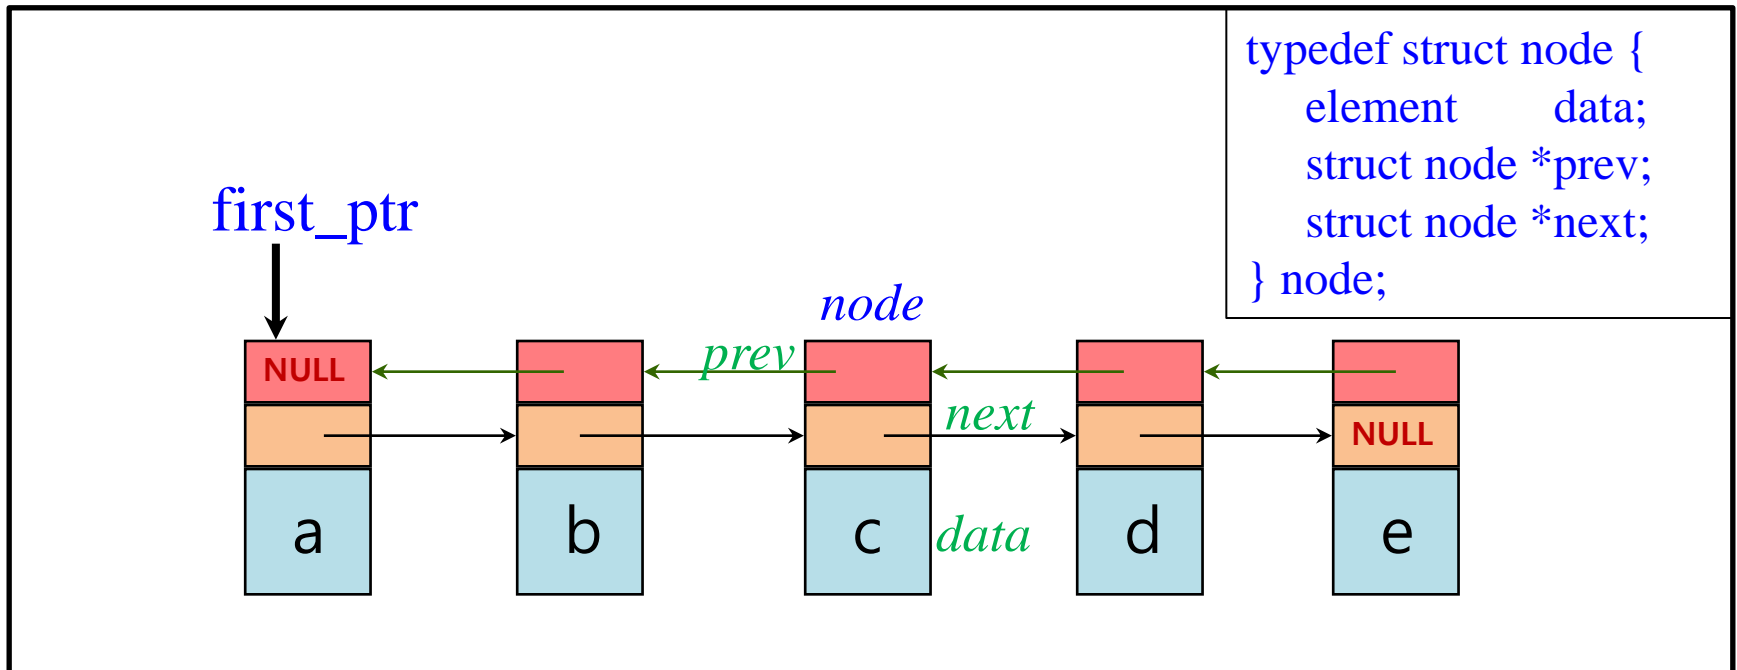 typedef struct node {
element data;
struct node *prev;
struct node *next;
} node;
first_ptr
node
prev
NULL
next
NULL
a b c data d e